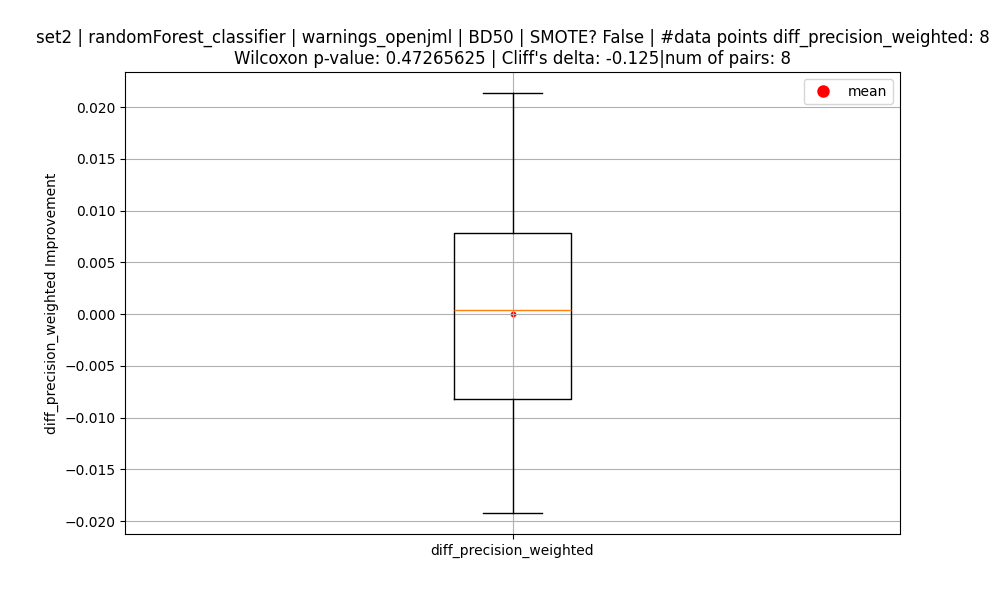 set2 | randomForest_classifier | warnings_openjml | BD50 | SMOTE? False | #data points diff_precision_weighted: 8
Wilcoxon p-value: 0.47265625 | Cliff's delta: -0.125|num of pairs: 8
mean
0.020
0.015
0.010
0.005
0.000
−0.005
−0.010
−0.015
−0.020
diff_precision_weighted Improvement
diff_precision_weighted